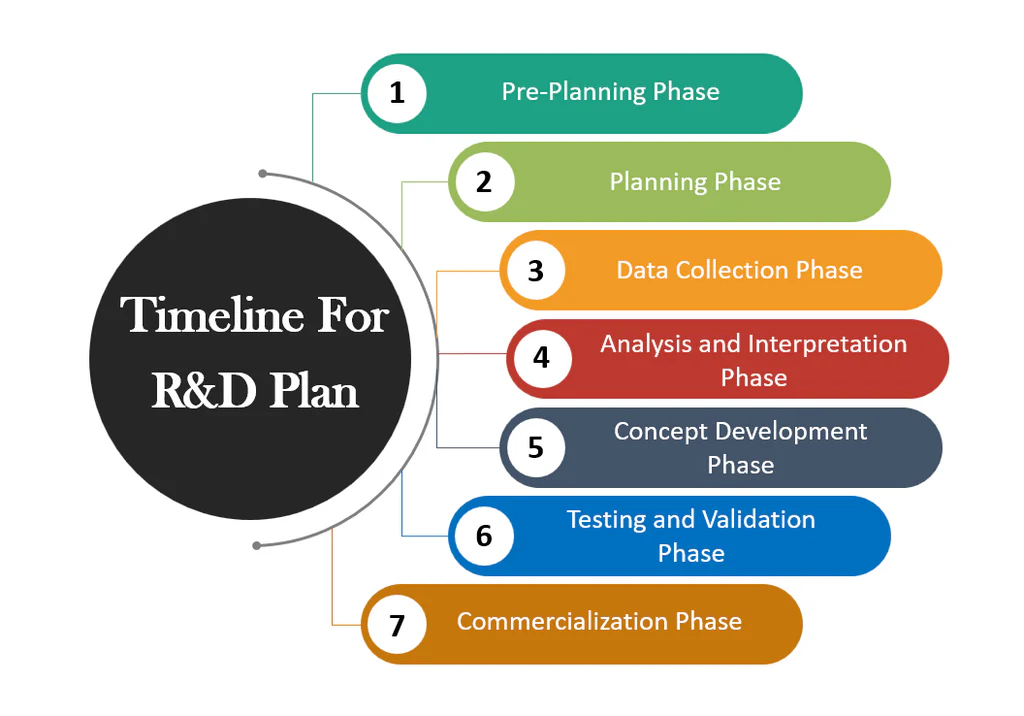 Timeline For
R&D Plan
1
Pre-Planning Phase
2
Planning Phase
3
Data Collection Phase
4
Analysis and Interpretation
Phase
5
Concept Development
Phase
6
Testing and Validation
Phase
7
Commercialization Phase